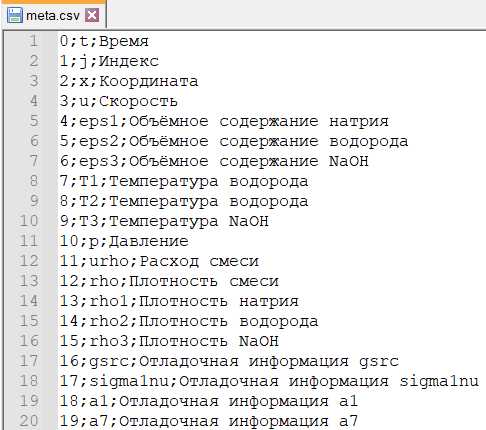 meta.csv
1 0;t;Время
2 1;j;Индекс
3 2;x;Координата
4 3;u;Скорость
5 4;eps1;Объёмное содержание натрия
6 5;eps2;Объёмное содержание водорода
7 6;eps3;Объёмное содержание NaOH
8 7;T1;Температура водорода
9 8;T2;Температура водорода
10 9;T3;Температура NaOH
11 10;p;Давление
12 11;urho;Расход смеси
13 12;rho;Плотность смеси
14 13;rho1;Плотность натрия
15 14;rho2;Плотность водорода
16 15;rho3;Плотность NaOH
17 16;gsrc;Отладочная информация gsrc
18 17;sigma1nu;Отладочная информация sigma1nu
19 18;a1;Отладочная информация a1
20 19;a7;Отладочная информация a7